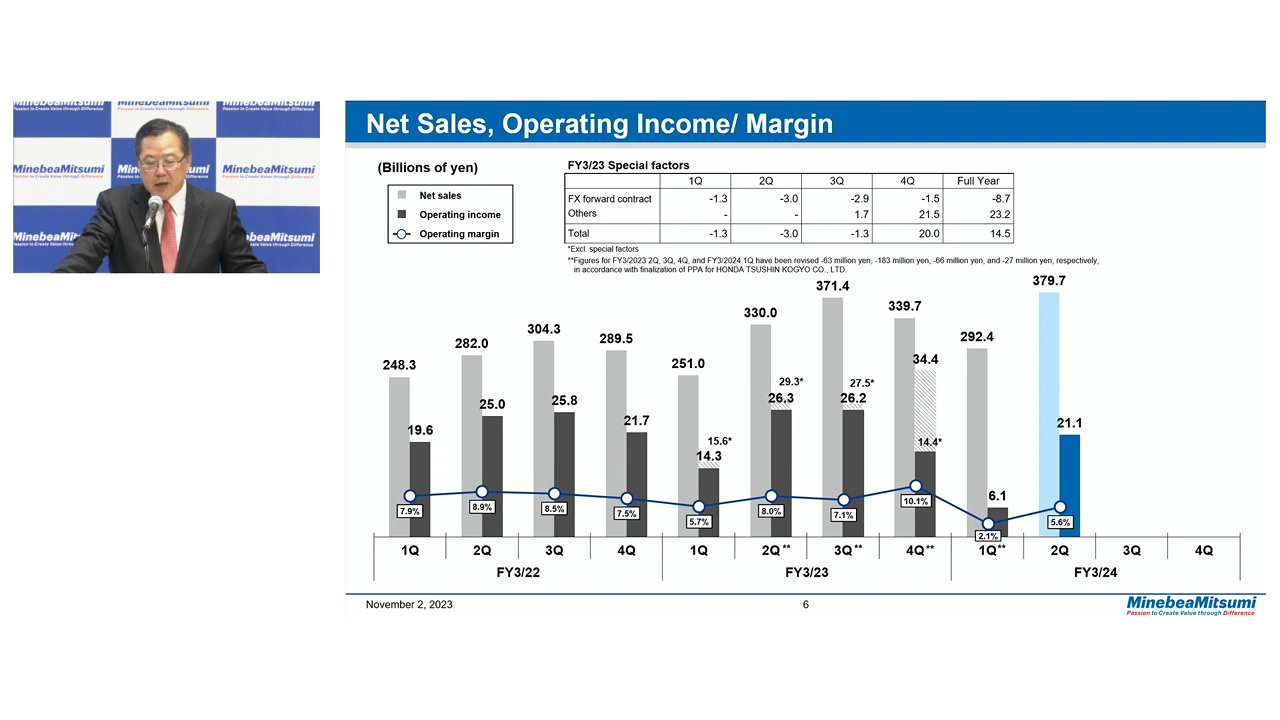 MinebeaMitsumi MinebeaMitsumi MinebeaMitsumi
Passion to Create Value through Difference
MinebeaMitsumi MinebeaMitsumi
Passion to Create Value through Difference
MinebeaMitsumi
Net Sales, Operating Income/ Margin
(Billions of yen)
Net sales
Operating income
Operating margin
FY3/23 Special factors
1Q 2Q 3Q 4Q Full Year
FX forward contract -1.3 -3.0 -2.9 -1.5 -8.7
Others - - 1.7 21.5 23.2
Total -1.3 -3.0 -1.3 20.0 14.5
*Excl. special factors
**Figures for FY3/2023 2Q, 3Q, 4Q, and FY3/2024 1Q have been revised -63 million yen, -183 million yen, -66 million yen, and -27 million yen, respectively,
in accordance with finalization of PPA for HONDA TSUSHIN KOGYO CO., LTD.
248.3 282.0 304.3 289.5 251.0 330.0 371.4 339.7 292.4 379.7
19.6 25.0 25.8 21.7 15.6* 14.3 29.3* 26.3 27.5* 26.2 34.4 14.4* 6.1 21.1
7.9% 8.9% 8.5% 7.5% 5.7% 8.0% 7.1% 10.1% 2.1% 5.6%
1Q 2Q 3Q 4Q 1Q 2Q** 3Q** 4Q** 1Q** 2Q 3Q 4Q
FY3/22 FY3/23 FY3/24
November 2, 2023 6 MinebeaMitsumi
Passion to Create Value through Difference